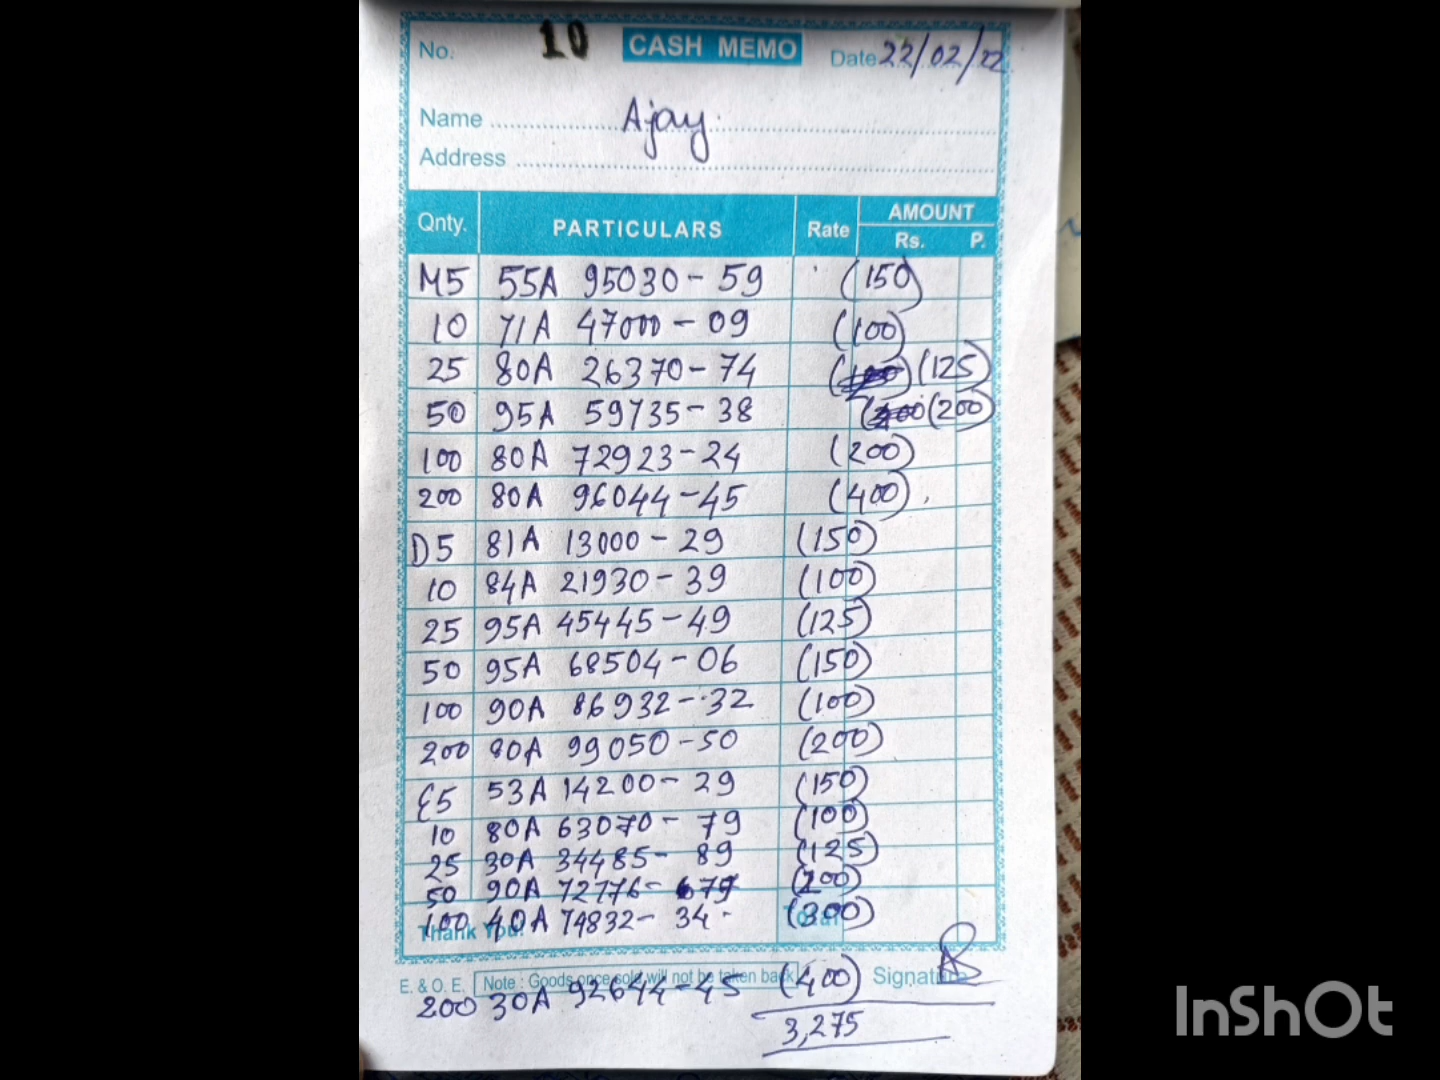 No. 10 CASH MEMO Date 22/02/22
Name Ajay.
Address
Qnty. PARTICULARS Rate AMOUNT
Rs. P.
M5 55A 95030-59 (150)
10 71A 47000-09 (100)
25 80A 26370-74 (125)
50 95A 59735-38 (200)
100 80A 72923-24 (200)
200 80A 96044-45 (400)
D5 81A 13000-29 (150)
10 84A 21930-39 (100)
25 95A 45445-49 (125)
50 95A 68504-06 (150)
100 90A 86932-32 (100)
200 80A 99050-50 (200)
E5 53A 14200-29 (150)
10 80A 63070-79 (100)
25 30A 34485-89 (125)
50 90A 72776- (200)
100 40A 74832-34 (300)
Thank You. Total
E. & O. E. Note : Goods once sold will not be taken back Signature
200 30A 92644-45 (400)
3,275
InShOt